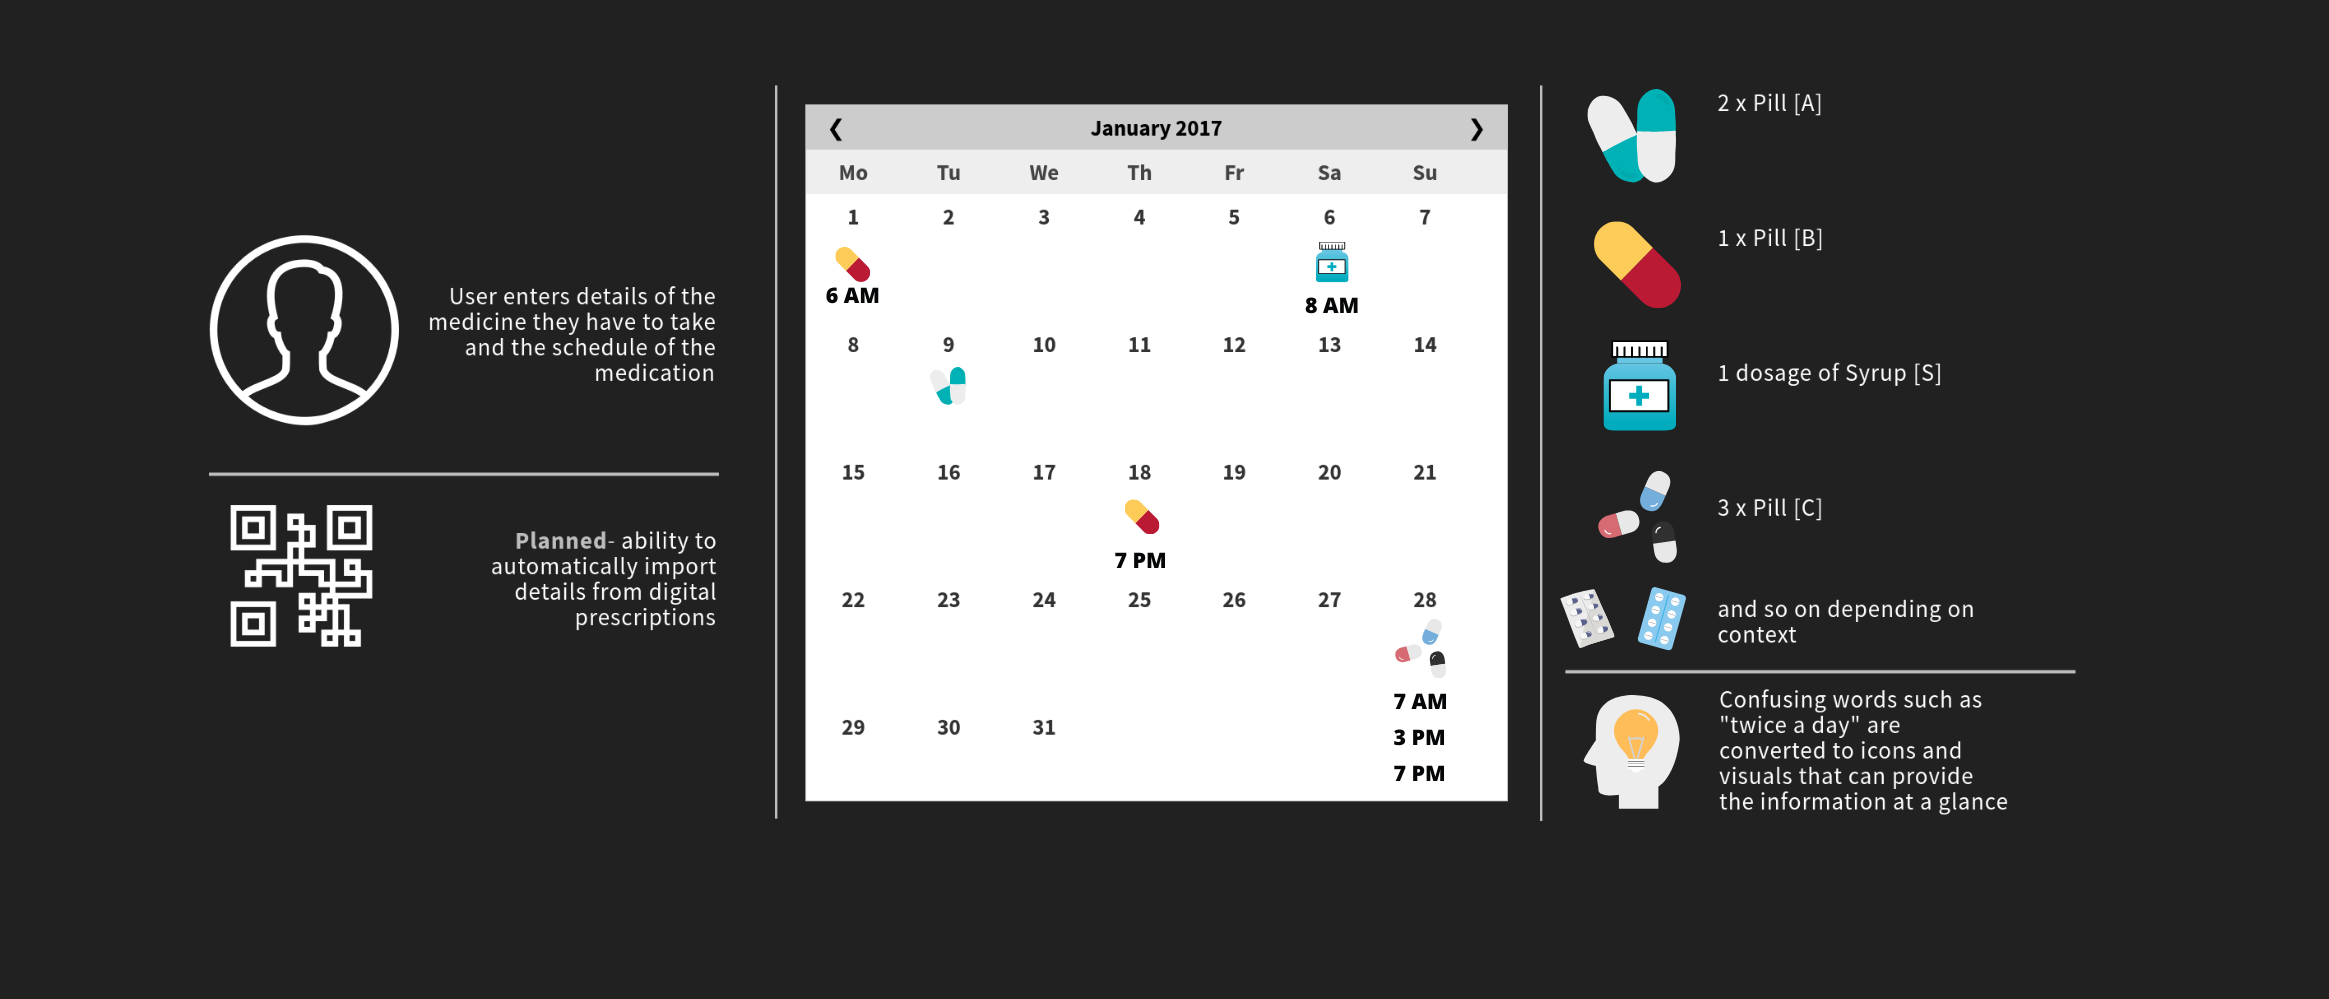 User enters details of the
medicine they have to take
and the schedule of the
medication
Planned- ability to
automatically import
details from digital
prescriptions
❮ January 2017 ❯
Mo Tu We Th Fr Sa Su
1 2 3 4 5 6 7
6 AM 8 AM
8 9 10 11 12 13 14
15 16 17 18 19 20 21
7 PM
22 23 24 25 26 27 28
7 AM
29 30 31
3 PM
7 PM
2 x Pill [A]
1 x Pill [B]
1 dosage of Syrup [S]
3 x Pill [C]
and so on depending on
context
Confusing words such as
"twice a day" are
converted to icons and
visuals that can provide
the information at a glance